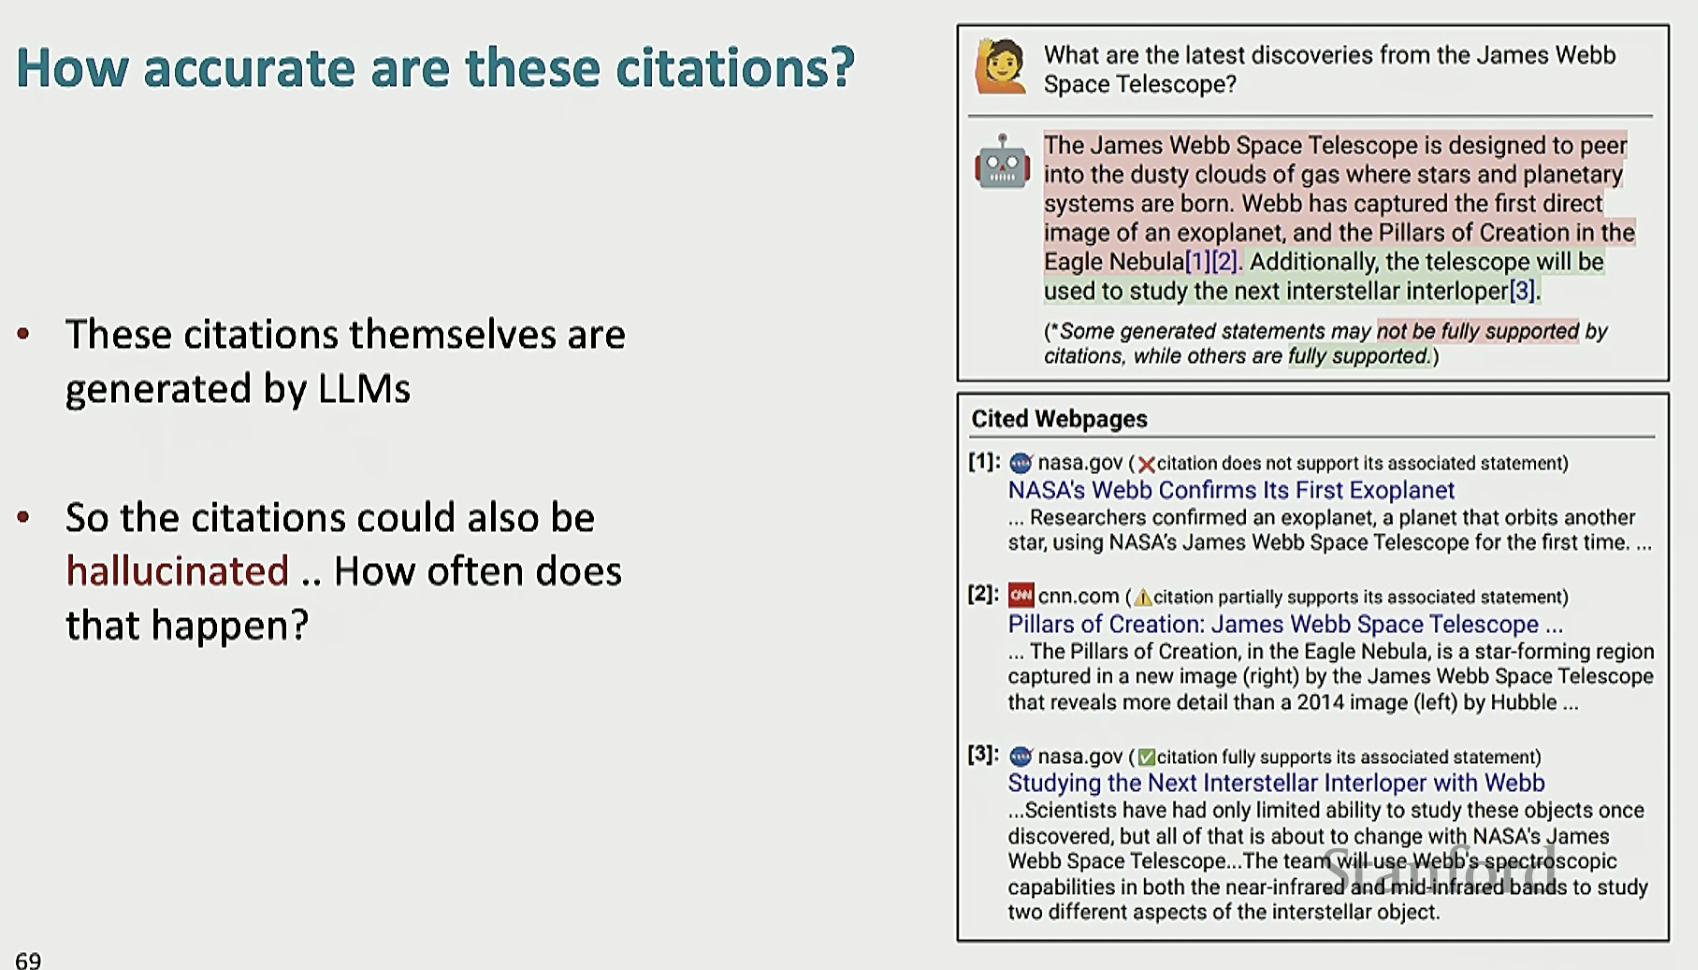 How accurate are these citations?
• These citations themselves are
generated by LLMs
• So the citations could also be
hallucinated .. How often does
that happen?
69
What are the latest discoveries from the James Webb
Space Telescope?
The James Webb Space Telescope is designed to peer
into the dusty clouds of gas where stars and planetary
systems are born. Webb has captured the first direct
image of an exoplanet, and the Pillars of Creation in the
Eagle Nebula[1][2]. Additionally, the telescope will be
used to study the next interstellar interloper[3].
(*Some generated statements may not be fully supported by
citations, while others are fully supported.)
Cited Webpages
[1]: nasa.gov (❌citation does not support its associated statement)
NASA's Webb Confirms Its First Exoplanet
... Researchers confirmed an exoplanet, a planet that orbits another
star, using NASA's James Webb Space Telescope for the first time. ...
[2]: CNN cnn.com (⚠citation partially supports its associated statement)
Pillars of Creation: James Webb Space Telescope ...
... The Pillars of Creation, in the Eagle Nebula, is a star-forming region
captured in a new image (right) by the James Webb Space Telescope
that reveals more detail than a 2014 image (left) by Hubble ...
[3]: nasa.gov (✅citation fully supports its associated statement)
Studying the Next Interstellar Interloper with Webb
...Scientists have had only limited ability to study these objects once
discovered, but all of that is about to change with NASA's James
Webb Space Telescope...The team will use Webb's spectroscopic
capabilities in both the near-infrared and mid-infrared bands to study
two different aspects of the interstellar object.
Stanford